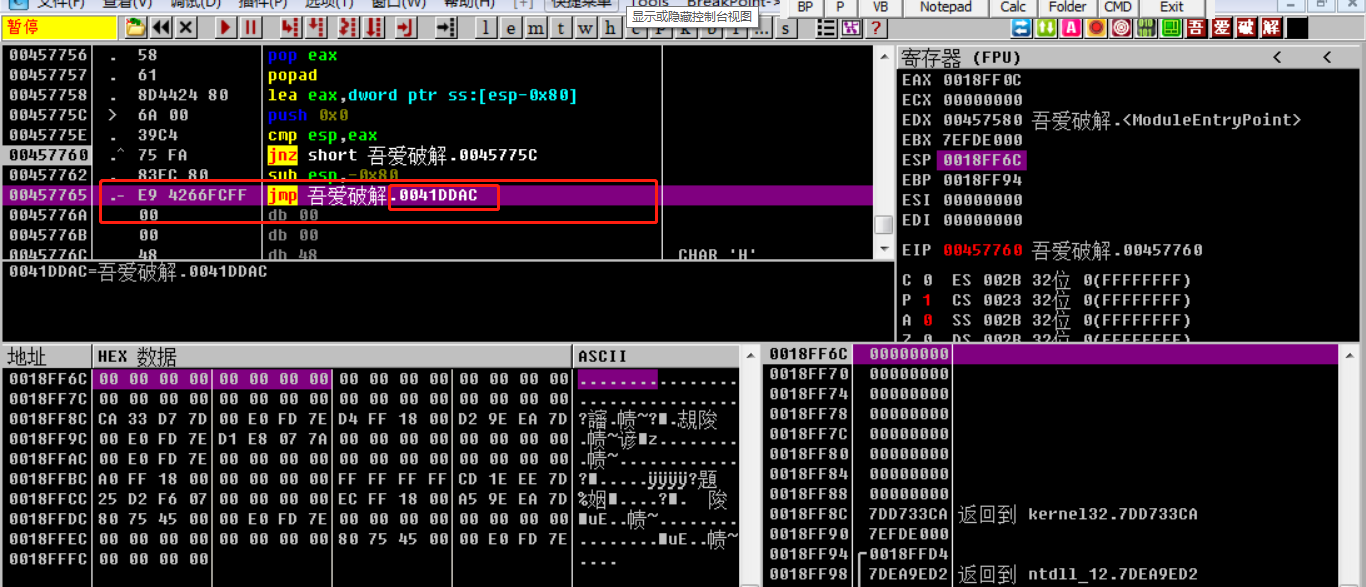 文件(F) 查看(V) 调试(D) 插件(P) 选项(T) 窗口(W) 帮助(H) [+] 快捷菜单 Tools BreakPoint-> BP P VB Notepad Calc Folder CMD Exit
显示或隐藏控制台视图
暂停 l e m t w h c P k b r ... s ? A 吾 爱 破 解
00457756 . 58 pop eax
00457757 . 61 popad
00457758 . 8D4424 80 lea eax,dword ptr ss:[esp-0x80]
0045775C > 6A 00 push 0x0
0045775E . 39C4 cmp esp,eax
00457760 .^ 75 FA jnz short 吾爱破解.0045775C
00457762 . 83EC 80 sub esp,-0x80
00457765 .- E9 4266FCFF jmp 吾爱破解.0041DDAC
0045776A 00 db 00
0045776B 00 db 00
0045776C 48 db 48 CHAR 'H'
0041DDAC=吾爱破解.0041DDAC
寄存器 (FPU) < <
EAX 0018FF0C
ECX 00000000
EDX 00457580 吾爱破解.<ModuleEntryPoint>
EBX 7EFDE000
ESP 0018FF6C
EBP 0018FF94
ESI 00000000
EDI 00000000
EIP 00457760 吾爱破解.00457760
C 0 ES 002B 32位 0(FFFFFFFF)
P 1 CS 0023 32位 0(FFFFFFFF)
A 0 SS 002B 32位 0(FFFFFFFF)
Z 0 DS 002B 32位 0(FFFFFFFF)
地址 HEX 数据 ASCII
0018FF6C 00 00 00 00 00 00 00 00 00 00 00 00 00 00 00 00 ................
0018FF7C 00 00 00 00 00 00 00 00 00 00 00 00 00 00 00 00 ................
0018FF8C CA 33 D7 7D 00 E0 FD 7E D4 FF 18 00 D2 9E EA 7D
0018FF9C 00 E0 FD 7E D1 E8 07 7A 00 00 00 00 00 00 00 00
0018FFAC 00 E0 FD 7E 00 00 00 00 00 00 00 00 00 00 00 00
0018FFBC A0 FF 18 00 00 00 00 00 FF FF FF FF CD 1E EE 7D
0018FFCC 25 D2 F6 07 00 00 00 00 EC FF 18 00 A5 9E EA 7D
0018FFDC 80 75 45 00 00 E0 FD 7E 00 00 00 00 00 00 00 00
0018FFEC 00 00 00 00 00 00 00 00 80 75 45 00 00 E0 FD 7E
0018FFFC 00 00 00 00 ....
0018FF6C 00000000
0018FF70 00000000
0018FF74 00000000
0018FF78 00000000
0018FF7C 00000000
0018FF80 00000000
0018FF84 00000000
0018FF88 00000000
0018FF8C 7DD733CA 返回到 kernel32.7DD733CA
0018FF90 7EFDE000
0018FF94 0018FFD4
0018FF98 7DEA9ED2 返回到 ntdll_12.7DEA9ED2